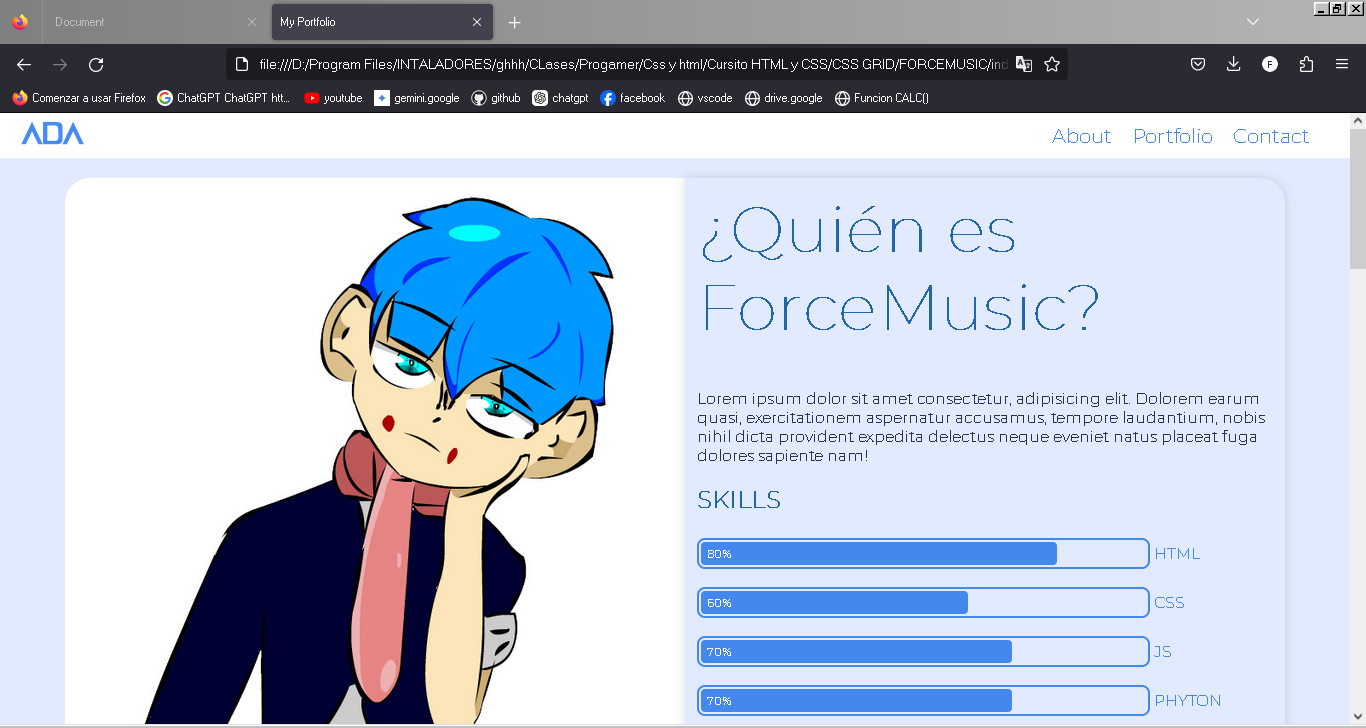 Document
My Portfolio
file:///D:/Program Files/INTALADORES/ghhh/CLases/Progamer/Css y html/Cursito HTML y CSS/CSS GRID/FORCEMUSIC/ind
F
Comenzar a usar Firefox ChatGPT ChatGPT htt... youtube gemini.google github chatgpt facebook vscode drive.google Funcion CALC()
ADA About Portfolio Contact
¿Quién es
ForceMusic?
Lorem ipsum dolor sit amet consectetur, adipisicing elit. Dolorem earum
quasi, exercitationem aspernatur accusamus, tempore laudantium, nobis
nihil dicta provident expedita delectus neque eveniet natus placeat fuga
dolores sapiente nam!
SKILLS
80% HTML
60% CSS
70% JS
70% PHYTON